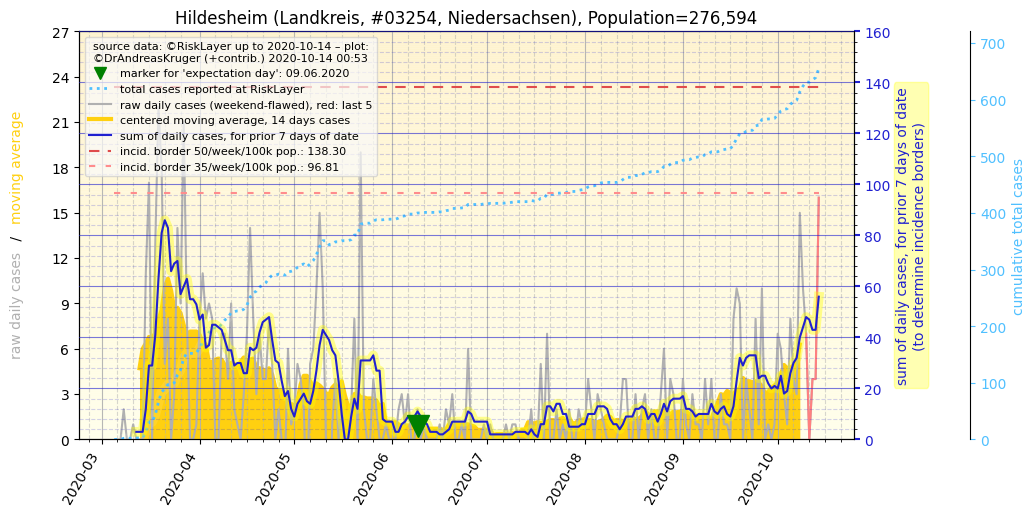 Hildesheim (Landkreis, #03254, Niedersachsen), Population=276,594
source data: ©RiskLayer up to 2020-10-14 – plot:
©DrAndreasKruger (+contrib.) 2020-10-14 00:53
marker for 'expectation day': 09.06.2020
total cases reported at RiskLayer
raw daily cases (weekend-flawed), red: last 5
centered moving average, 14 days cases
sum of daily cases, for prior 7 days of date
incid. border 50/week/100k pop.: 138.30
incid. border 35/week/100k pop.: 96.81
raw daily cases / moving average
27
24
21
18
15
12
9
6
3
0
2020-03
2020-04
2020-05
2020-06
2020-07
2020-08
2020-09
2020-10
160
140
120
100
80
60
40
20
0
sum of daily cases, for prior 7 days of date
(to determine incidence borders)
700
600
500
400
300
200
100
0
cumulative total cases